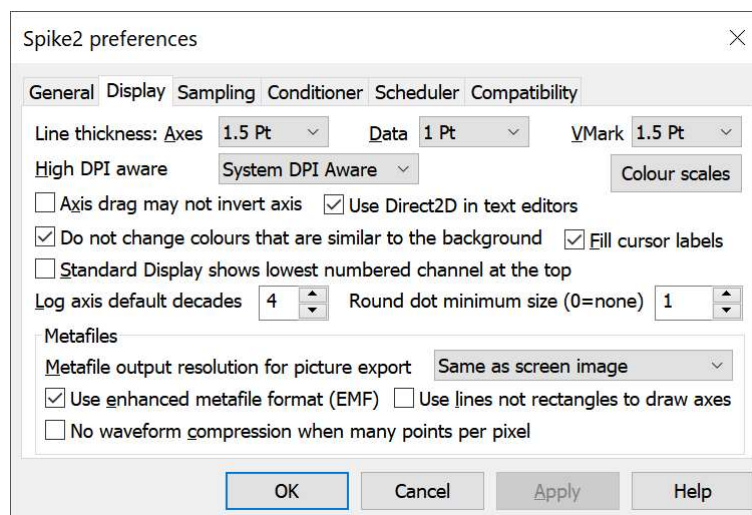 Spike2 preferences
General Display Sampling Conditioner Scheduler Compatibility
Line thickness: Axes 1.5 Pt Data 1 Pt VMark 1.5 Pt
High DPI aware System DPI Aware Colour scales
Axis drag may not invert axis Use Direct2D in text editors
Do not change colours that are similar to the background Fill cursor labels
Standard Display shows lowest numbered channel at the top
Log axis default decades 4 Round dot minimum size (0=none) 1
Metafiles
Metafile output resolution for picture export Same as screen image
Use enhanced metafile format (EMF) Use lines not rectangles to draw axes
No waveform compression when many points per pixel
OK Cancel Apply Help